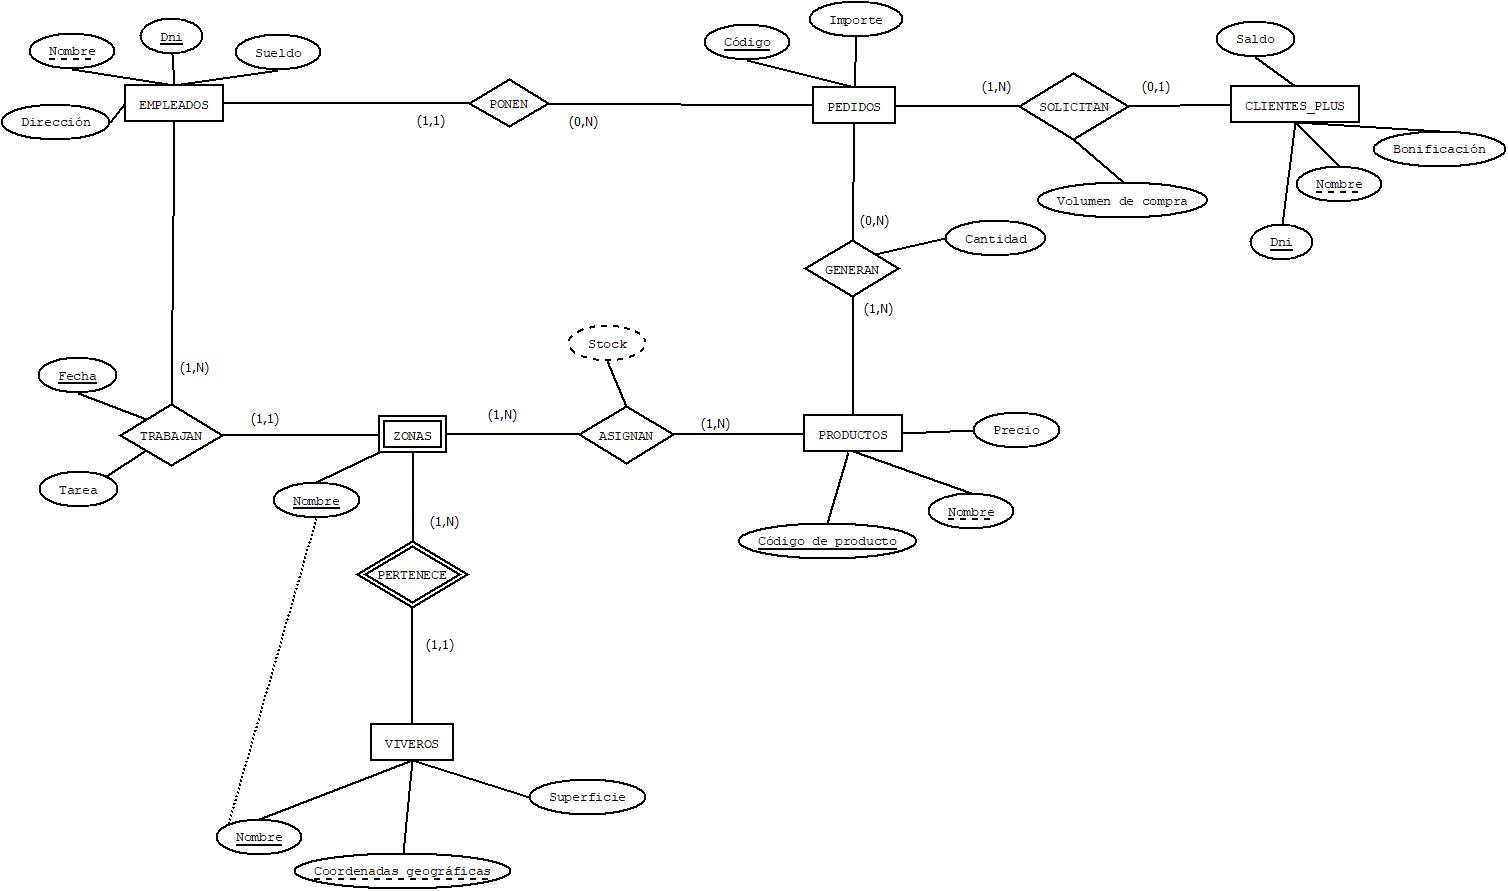 Importe
Dni
Saldo
Código
Nombre
Sueldo
(1,N)
(0,1)
EMPLEADOS
PONEN
PEDIDOS
SOLICITAN
CLIENTES_PLUS
Dirección
(1,1)
(0,N)
Bonificación
Nombre
Volumen de compra
(0,N)
Cantidad
Dni
GENERAN
(1,N)
Stock
(1,N)
Fecha
(1,1)
(1,N)
(1,N)
Precio
TRABAJAN
ZONAS
ASIGNAN
PRODUCTOS
Tarea
Nombre
Nombre
(1,N)
Código de producto
PERTENECE
(1,1)
VIVEROS
Superficie
Nombre
Coordenadas geográficas